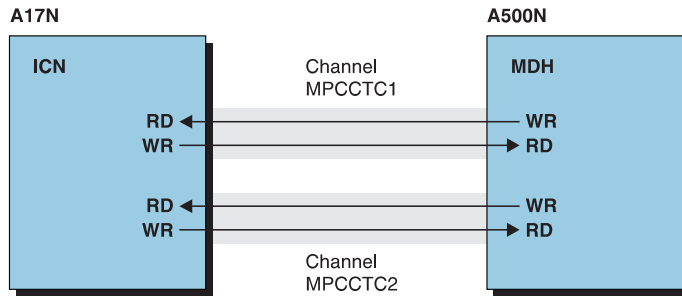 A17N
A500N
ICN
MDH
Channel
MPCCTC1
RD
WR
WR
RD
RD
WR
WR
RD
Channel
MPCCTC2